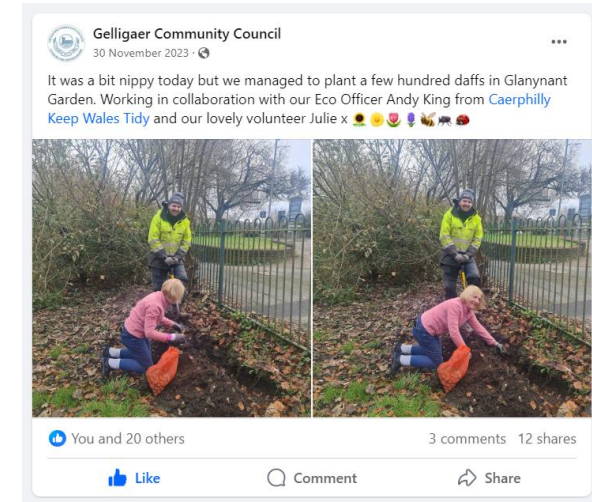 Gelligaer Community Council
30 November 2023 ·
It was a bit nippy today but we managed to plant a few hundred daffs in Glanynant
Garden. Working in collaboration with our Eco Officer Andy King from Caerphilly
Keep Wales Tidy and our lovely volunteer Julie x 🌻🌼🌷🪻🐝🪰🐞
You and 20 others
3 comments 12 shares
Like
Comment
Share